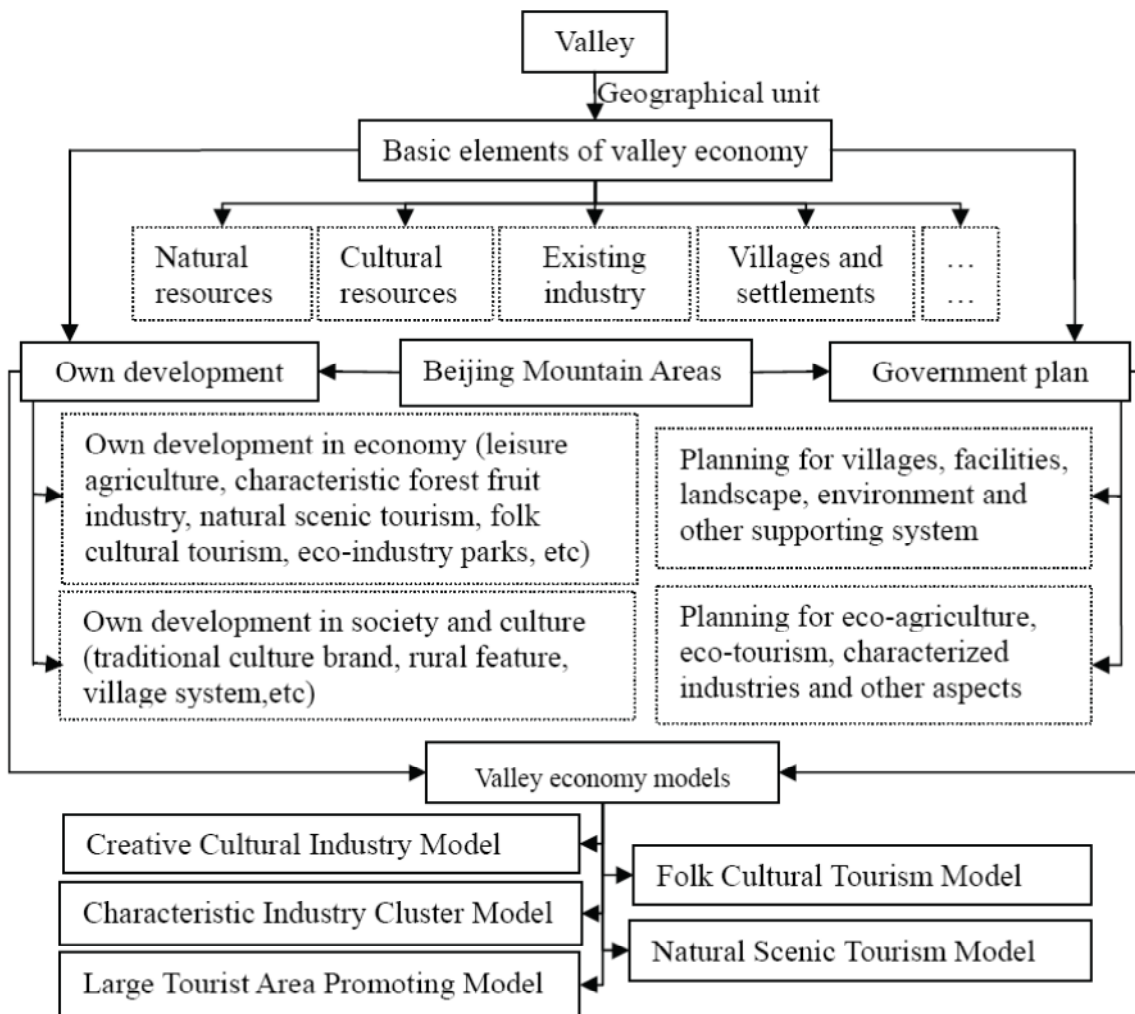 Valley
Geographical unit
Basic elements of valley economy
Natural
resources
Cultural
resources
Existing
industry
Villages and
settlements
…
…
Own development
Beijing Mountain Areas
Government plan
Own development in economy (leisure
agriculture, characteristic forest fruit
industry, natural scenic tourism, folk
cultural tourism, eco-industry parks, etc)
Planning for villages, facilities,
landscape, environment and
other supporting system
Own development in society and culture
(traditional culture brand, rural feature,
village system,etc)
Planning for eco-agriculture,
eco-tourism, characterized
industries and other aspects
Valley economy models
Creative Cultural Industry Model
Folk Cultural Tourism Model
Characteristic Industry Cluster Model
Natural Scenic Tourism Model
Large Tourist Area Promoting Model